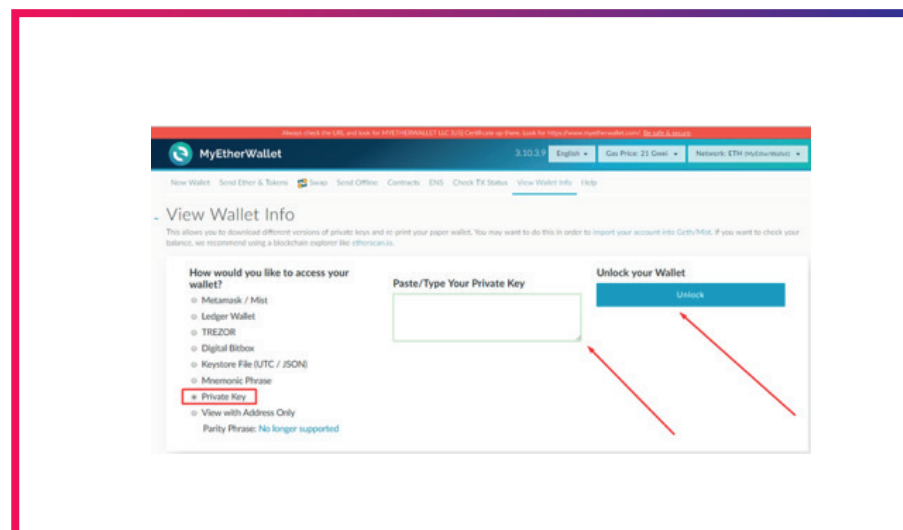 Always check the URL and look for MYETHERWALLET LLC [US] Certificate up there. Look for https://www.myetherwallet.com/. Be safe & secure.
MyEtherWallet
3.10.3.9 English Gas Price: 21 Gwei Network: ETH (MyEtherWallet)
New Wallet Send Ether & Tokens Swap Send Offline Contracts ENS Check TX Status View Wallet Info Help
View Wallet Info
This allows you to download different versions of private keys and re-print your paper wallet. You may want to do this in order to import your account into Geth/Mist. If you want to check your
balance, we recommend using a blockchain explorer like etherscan.io.
How would you like to access your
wallet?
Metamask / Mist
Ledger Wallet
TREZOR
Digital Bitbox
Keystore File (UTC / JSON)
Mnemonic Phrase
Private Key
View with Address Only
Parity Phrase: No longer supported
Paste/Type Your Private Key
Unlock your Wallet
Unlock